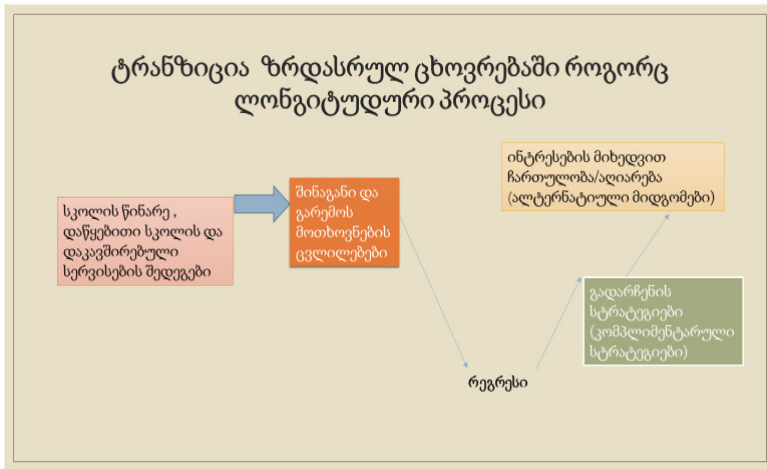 ტრანზიცია ზრდასრულ ცხოვრებაში როგორც
ლონგიტუდური პროცესი
სკოლის წინარე ,
დაწყებითი სკოლის და
დაკავშირებული
სერვისების შედეგები
შინაგანი და
გარემოს
მოთხოვნების
ცვლილებები
რეგრესი
გადარჩენის
სტრატეგიები
(კომპლიმენტარული
სტრატეგიები)
ინტრესების მიხედვით
ჩართულობა/აღიარება
(ალტერნატიული მიდგომები)